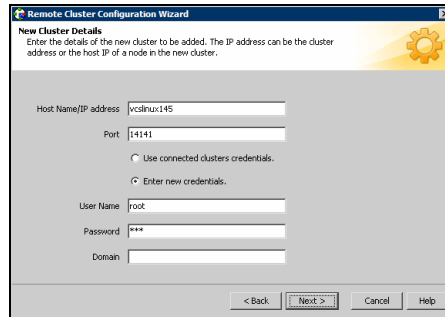 Remote Cluster Configuration Wizard
New Cluster Details
Enter the details of the new cluster to be added. The IP address can be the cluster
address or the host IP of a node in the new cluster.
Host Name/IP address vcslinux145
Port 14141
Use connected clusters credentials.
Enter new credentials.
User Name root
Password ***
Domain
< Back Next > Cancel Help